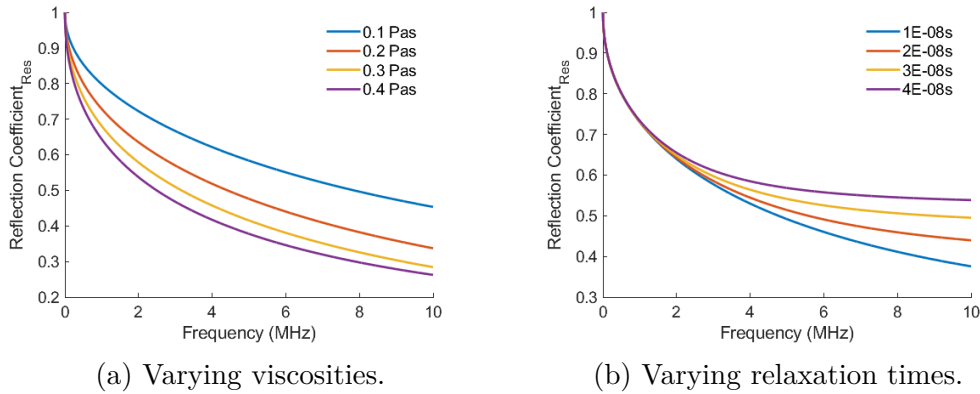 1
0.9
0.8
0.7
0.6
0.5
0.4
0.3
0.2
0 2 4 6 8 10
Reflection Coefficient_Res
Frequency (MHz)
0.1 Pas
0.2 Pas
0.3 Pas
0.4 Pas
(a) Varying viscosities.
1
0.9
0.8
0.7
0.6
0.5
0.4
0.3
0 2 4 6 8 10
Reflection Coefficient_Res
Frequency (MHz)
1E-08s
2E-08s
3E-08s
4E-08s
(b) Varying relaxation times.